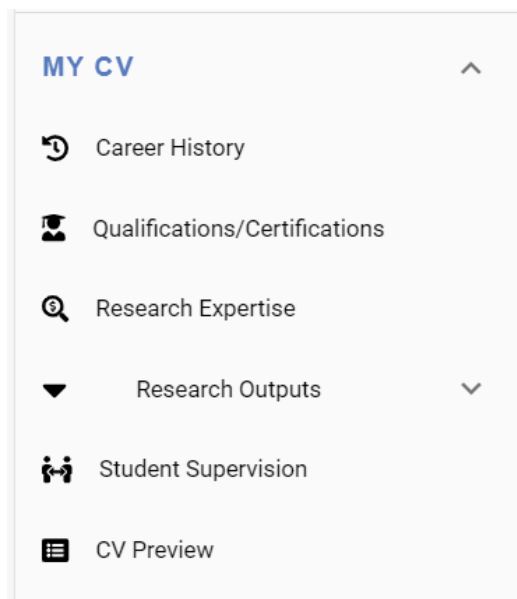 MY CV
Career History
Qualifications/Certifications
Research Expertise
Research Outputs
Student Supervision
CV Preview